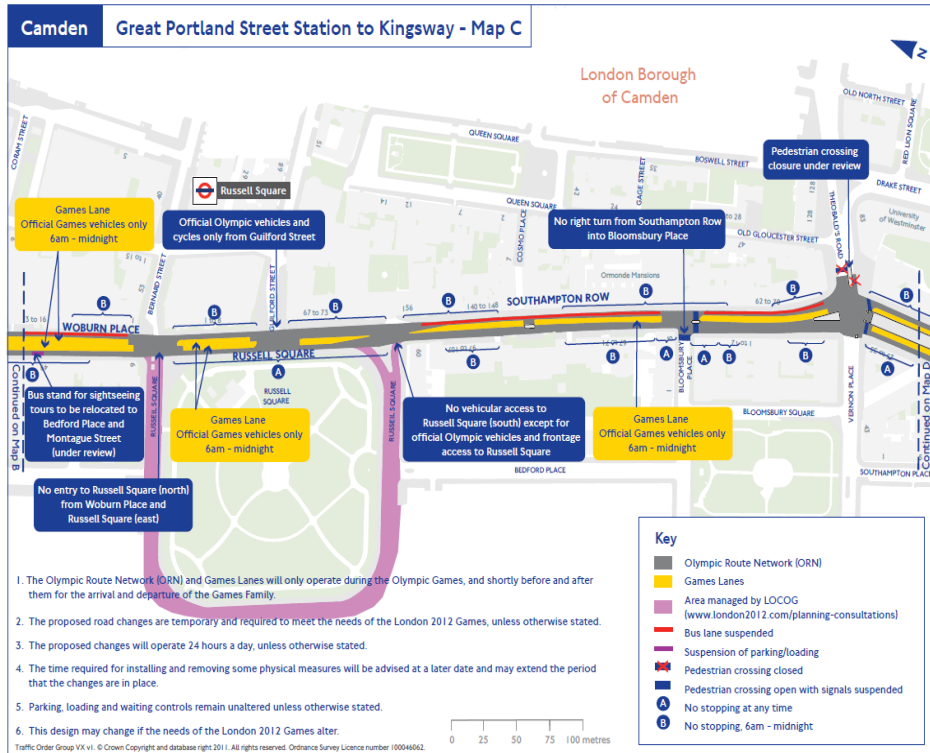 Camden
Great Portland Street Station to Kingsway - Map C
N
London Borough
of Camden
OLD NORTH STREET
RED LION SQUARE
CORAM STREET
QUEEN SQUARE
BOSWELL STREET
Pedestrian crossing
closure under review
DRAKE STREET
THEOBALD'S ROAD
University
of Westminster
Russell Square
GAGE STREET
QUEEN SQUARE
COSMO PLACE
OLD GLOUCESTER STREET
Games Lane
Official Games vehicles only
6am - midnight
Official Olympic vehicles and
cycles only from Guilford Street
No right turn from Southampton Row
into Bloomsbury Place
BERNARD STREET
GUILFORD STREET
Ormonde Mansions
67 to 73
156
140 to 148
SOUTHAMPTON ROW
WOBURN PLACE
RUSSELL SQUARE
RUSSELL
SQUARE
RUSSELL SQUARE
RUSSELL SQUARE
BLOOMSBURY
PLACE
BLOOMSBURY SQUARE
VERNON PLACE
SOUTHAMPTON PLACE
BEDFORD PLACE
Continued on Map B
Continued on Map D
Bus stand for sightseeing
tours to be relocated to
Bedford Place and
Montague Street
(under review)
Games Lane
Official Games vehicles only
6am - midnight
No vehicular access to
Russell Square (south) except for
official Olympic vehicles and frontage
access to Russell Square
Games Lane
Official Games vehicles only
6am - midnight
No entry to Russell Square (north)
from Woburn Place and
Russell Square (east)
1. The Olympic Route Network (ORN) and Games Lanes will only operate during the Olympic Games, and shortly before and after
them for the arrival and departure of the Games Family.
2. The proposed road changes are temporary and required to meet the needs of the London 2012 Games, unless otherwise stated.
3. The proposed changes will operate 24 hours a day, unless otherwise stated.
4. The time required for installing and removing some physical measures will be advised at a later date and may extend the period
that the changes are in place.
5. Parking, loading and waiting controls remain unaltered unless otherwise stated.
6. This design may change if the needs of the London 2012 Games alter.
Traffic Order Group VX v1. © Crown Copyright and database right 2011. All rights reserved. Ordnance Survey Licence number 100046062.
0 25 50 75 100 metres
Key
Olympic Route Network (ORN)
Games Lanes
Area managed by LOCOG
(www.london2012.com/planning-consultations)
Bus lane suspended
Suspension of parking/loading
Pedestrian crossing closed
Pedestrian crossing open with signals suspended
A No stopping at any time
B No stopping, 6am - midnight